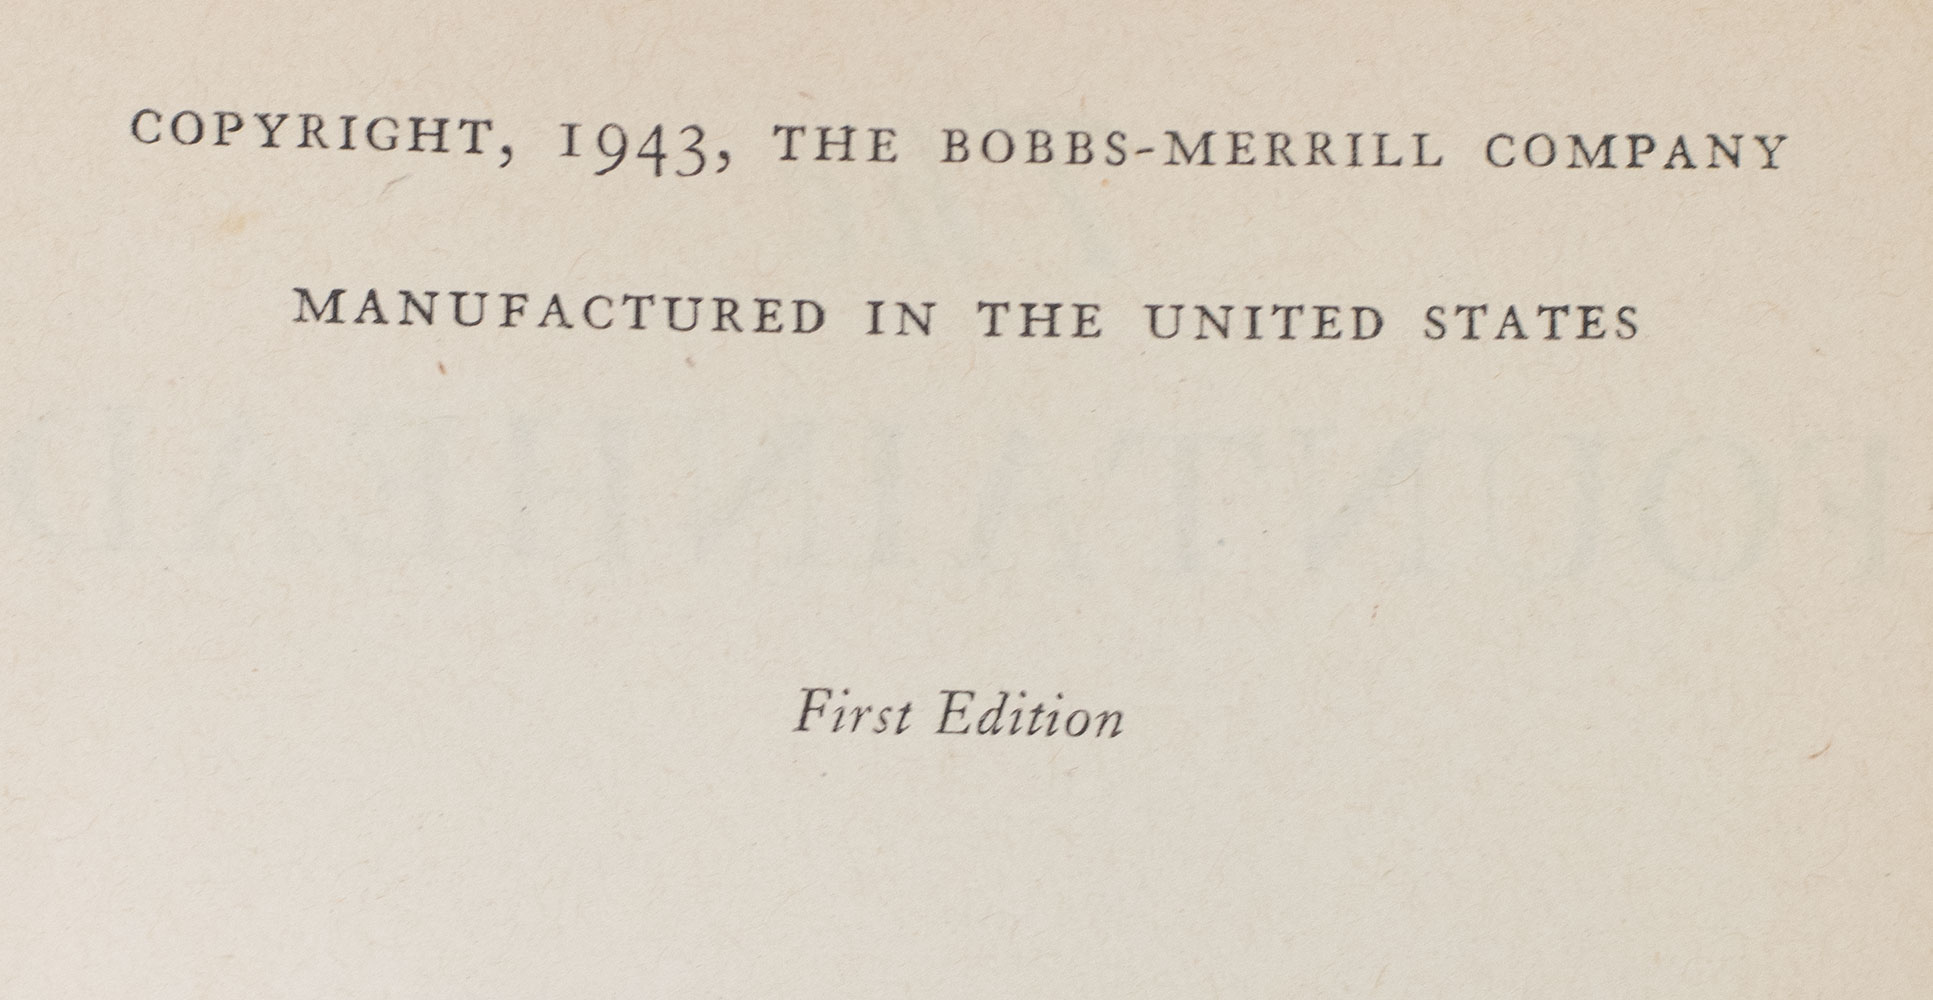 COPYRIGHT, 1943, THE BOBBS-MERRILL COMPANY
MANUFACTURED IN THE UNITED STATES
First Edition